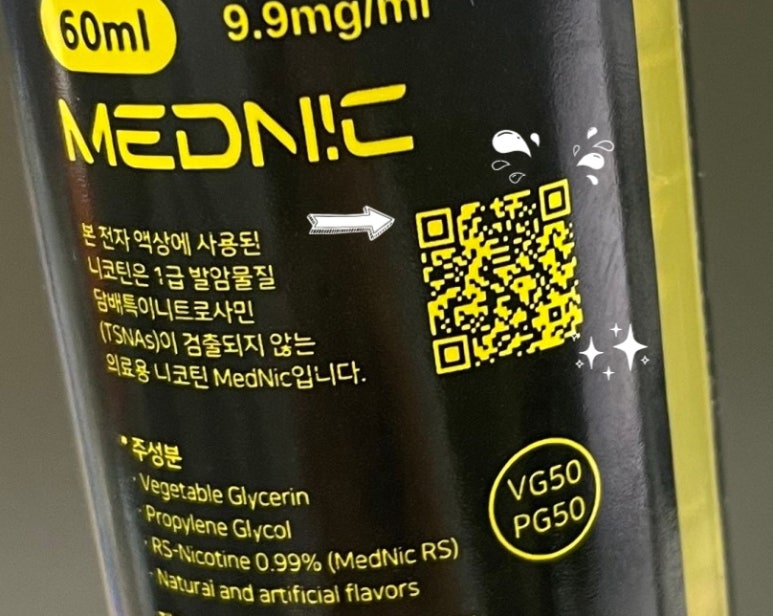 60ml
9.9mg/ml
MEDN!C
본 전자 액상에 사용된
니코틴은 1급 발암물질
담배특이니트로사민
(TSNAs)이 검출되지 않는
의료용 니코틴 MedNic입니다.
• 주성분
· Vegetable Glycerin
· Propylene Glycol
· RS-Nicotine 0.99% (MedNic RS)
· Natural and artificial flavors
VG50
PG50